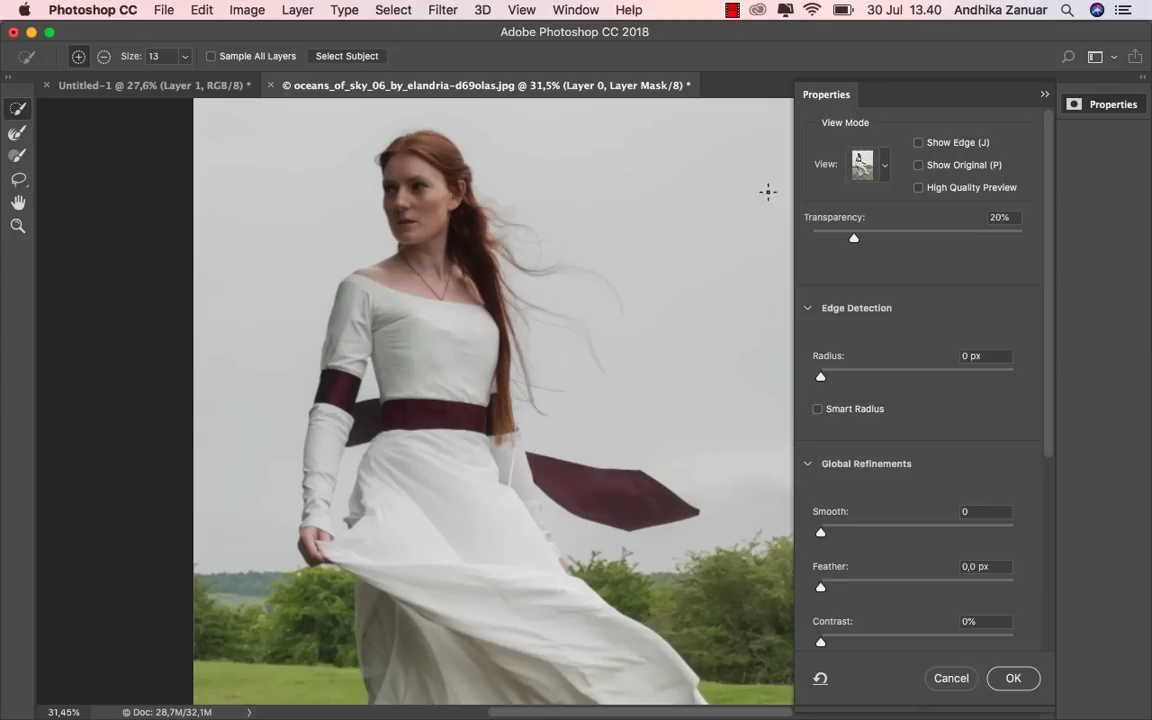 Photoshop CC File Edit Image Layer Type Select Filter 3D View Window Help 30 Jul 13.40 Andhika Zanuar
Adobe Photoshop CC 2018
Size: 13 Sample All Layers Select Subject
Untitled-1 @ 27,6% (Layer 1, RGB/8) * © oceans_of_sky_06_by_elandria-d69olas.jpg @ 31,5% (Layer 0, Layer Mask/8) *
Properties
Properties
View Mode
Show Edge (J)
View:
Show Original (P)
High Quality Preview
Transparency: 20%
Edge Detection
Radius: 0 px
Smart Radius
Global Refinements
Smooth: 0
Feather: 0,0 px
Contrast: 0%
Cancel OK
31,45% © Doc: 28,7M/32,1M